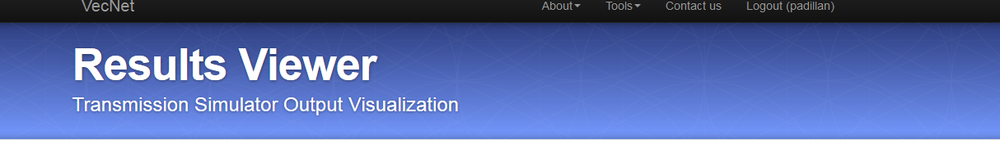 VecNet About Tools Contact us Logout (padillan)
Results Viewer
Transmission Simulator Output Visualization